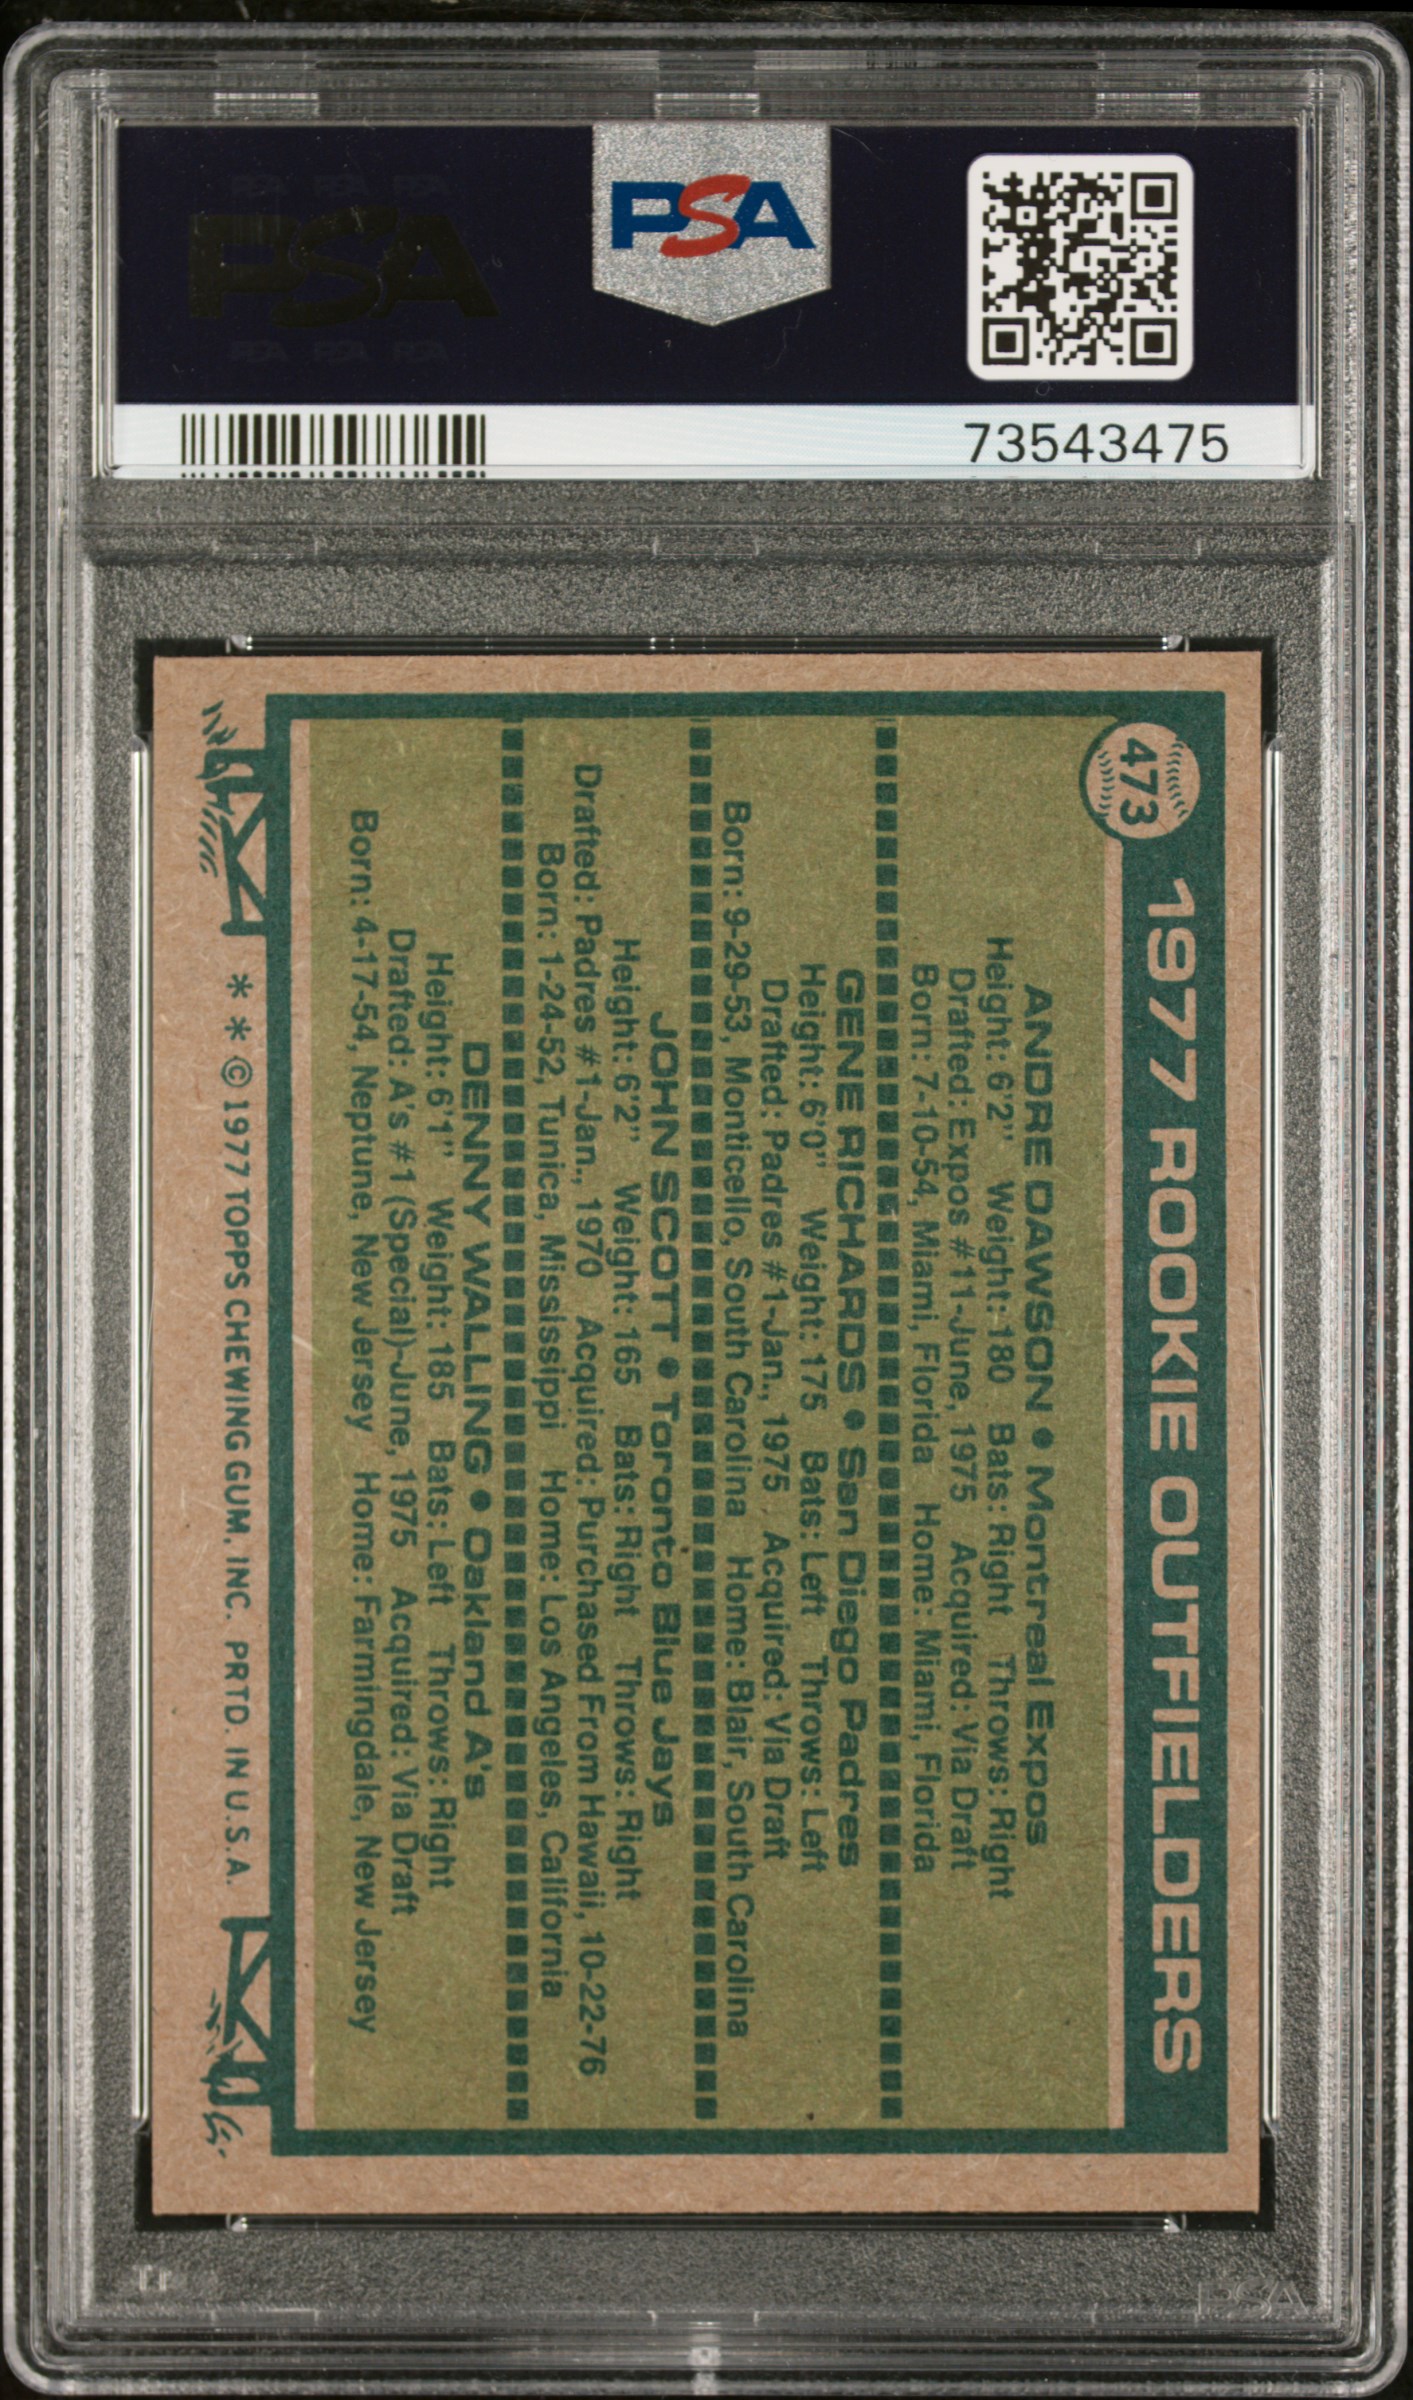 PSA PSA PSA
PSA
PSA PSA PSA
PSA
73543475
473
1977 ROOKIE OUTFIELDERS
ANDRE DAWSON • Montreal Expos
Height: 6'2" Weight: 180 Bats: Right Throws: Right
Drafted: Expos #11-June, 1975 Acquired: Via Draft
Born: 7-10-54, Miami, Florida Home: Miami, Florida
GENE RICHARDS • San Diego Padres
Height: 6'0" Weight: 175 Bats: Left Throws: Left
Drafted: Padres #1-Jan., 1975 Acquired: Via Draft
Born: 9-29-53, Monticello, South Carolina Home: Blair, South Carolina
JOHN SCOTT • Toronto Blue Jays
Height: 6'2" Weight: 165 Bats: Right Throws: Right
Drafted: Padres #1-Jan., 1970 Acquired: Purchased From Hawaii, 10-22-76
Born: 1-24-52, Tunica, Mississippi Home: Los Angeles, California
DENNY WALLING • Oakland A's
Height: 6'1" Weight: 185 Bats: Left Throws: Right
Drafted: A's #1 (Special)-June, 1975 Acquired: Via Draft
Born: 4-17-54, Neptune, New Jersey Home: Farmingdale, New Jersey
* * © 1977 TOPPS CHEWING GUM, INC. PRTD. IN U.S.A.
PSA